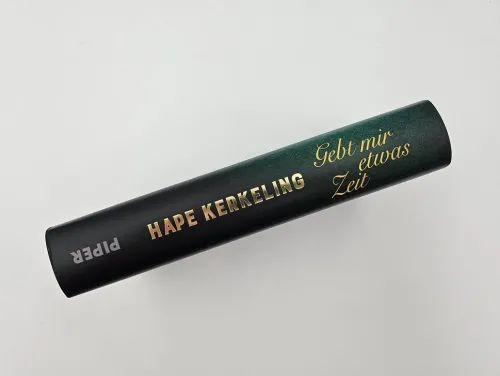 PIPER
HAPE KERKELING
Gebt mir
etwas
Zeit